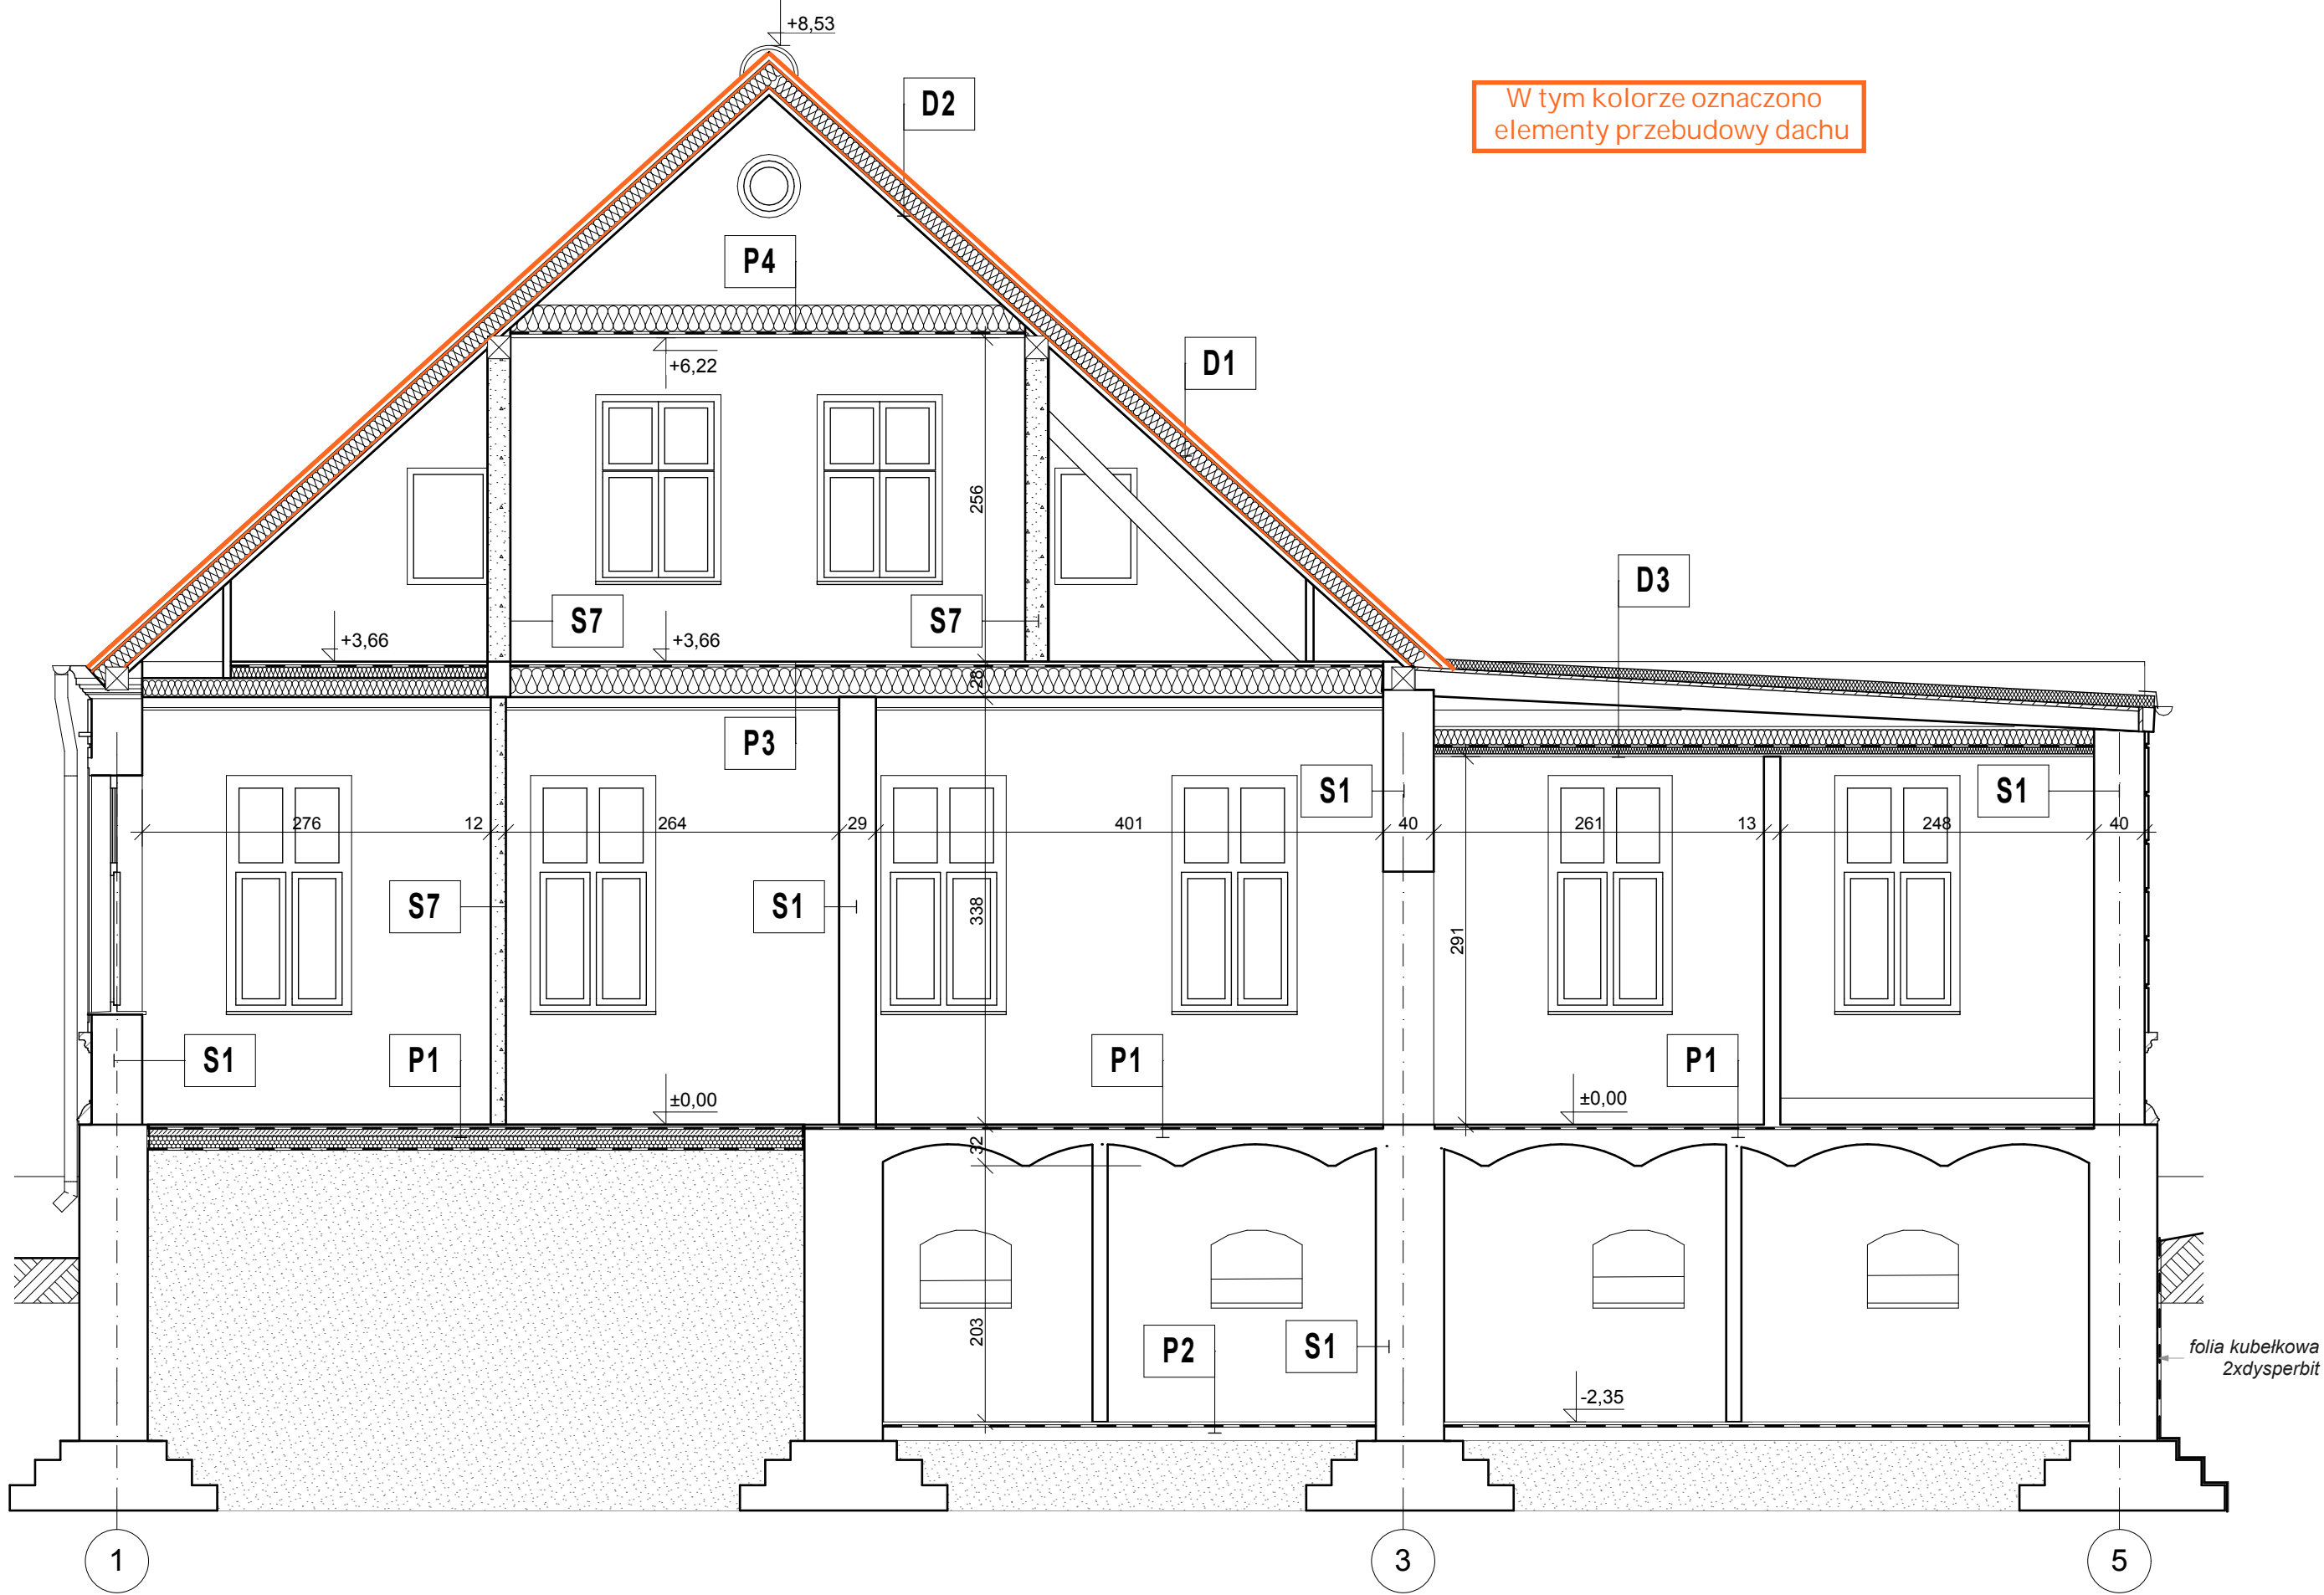 +8,53
D2
W tym kolorze oznaczono
elementy przebudowy dachu
P4
+6,22
D1
256
D3
S7
S7
+3,66
+3,66
28
P3
S1
S1
276
12
264
29
401
40
261
13
248
40
S7
S1
338
291
S1
P1
P1
P1
±0,00
±0,00
32
203
P2
S1
folia kubełkowa
2xdysperbit
-2,35
1
3
5